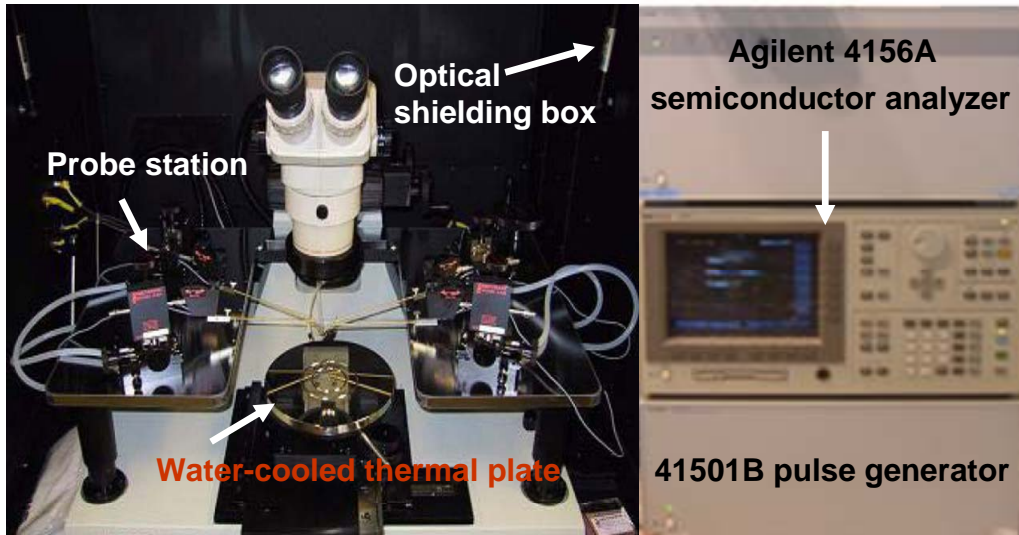 Optical
shielding box
Probe station
Water-cooled thermal plate
Agilent 4156A
semiconductor analyzer
41501B pulse generator